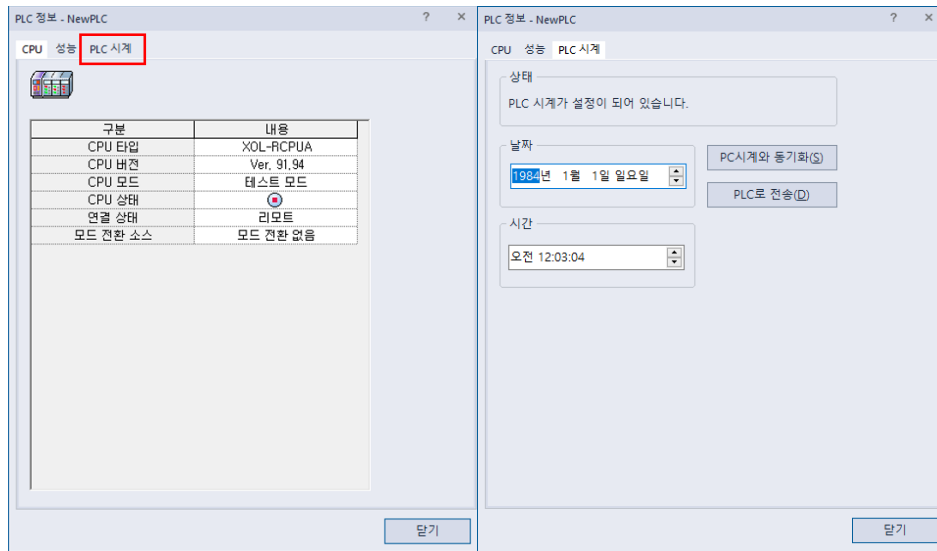 PLC 정보 - NewPLC
CPU 성능 PLC 시계
구분 내용
CPU 타입 XOL-RCPUA
CPU 버전 Ver. 91.94
CPU 모드 테스트 모드
CPU 상태
연결 상태 리모트
모드 전환 소스 모드 전환 없음
닫기
PLC 정보 - NewPLC
CPU 성능 PLC 시계
상태
PLC 시계가 설정이 되어 있습니다.
날짜
1984년 1월 1일 일요일
PC시계와 동기화(S)
PLC로 전송(D)
시간
오전 12:03:04
닫기